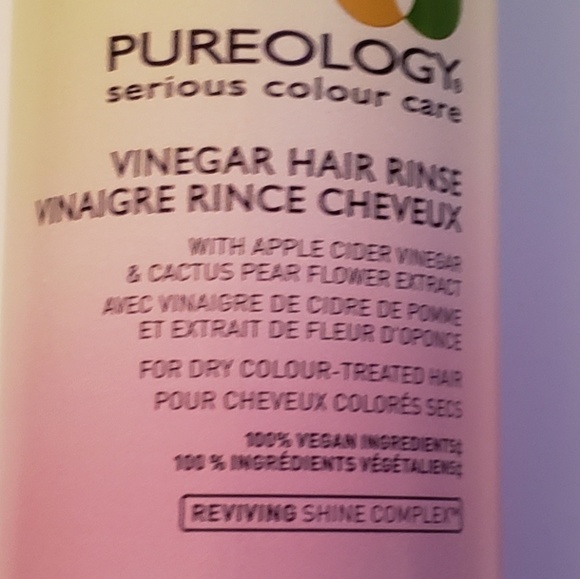 PUREOLOGY®
serious colour care
VINEGAR HAIR RINSE
VINAIGRE RINCE CHEVEUX
WITH APPLE CIDER VINEGAR
& CACTUS PEAR FLOWER EXTRACT
AVEC VINAIGRE DE CIDRE DE POMME
ET EXTRAIT DE FLEUR D'OPONCE
FOR DRY COLOUR-TREATED HAIR
POUR CHEVEUX COLORÉS SECS
100% VEGAN INGREDIENTS‡
100 % INGRÉDIENTS VÉGÉTALIENS‡
REVIVING SHINE COMPLEX™